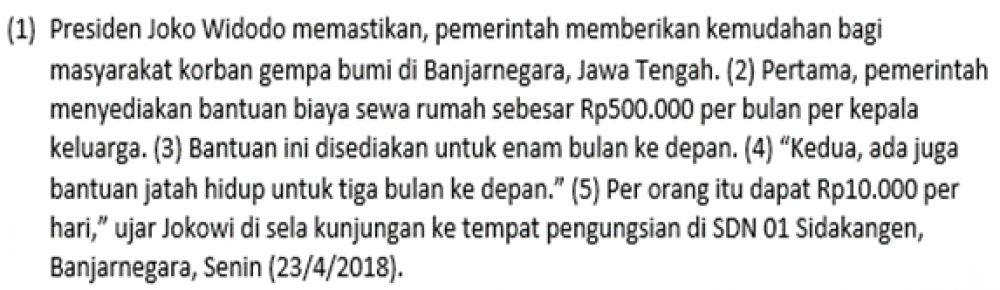 (1) Presiden Joko Widodo memastikan, pemerintah memberikan kemudahan bagi
masyarakat korban gempa bumi di Banjarnegara, Jawa Tengah. (2) Pertama, pemerintah
menyediakan bantuan biaya sewa rumah sebesar Rp500.000 per bulan per kepala
keluarga. (3) Bantuan ini disediakan untuk enam bulan ke depan. (4) “Kedua, ada juga
bantuan jatah hidup untuk tiga bulan ke depan.” (5) Per orang itu dapat Rp10.000 per
hari,” ujar Jokowi di sela kunjungan ke tempat pengungsian di SDN 01 Sidakangen,
Banjarnegara, Senin (23/4/2018).